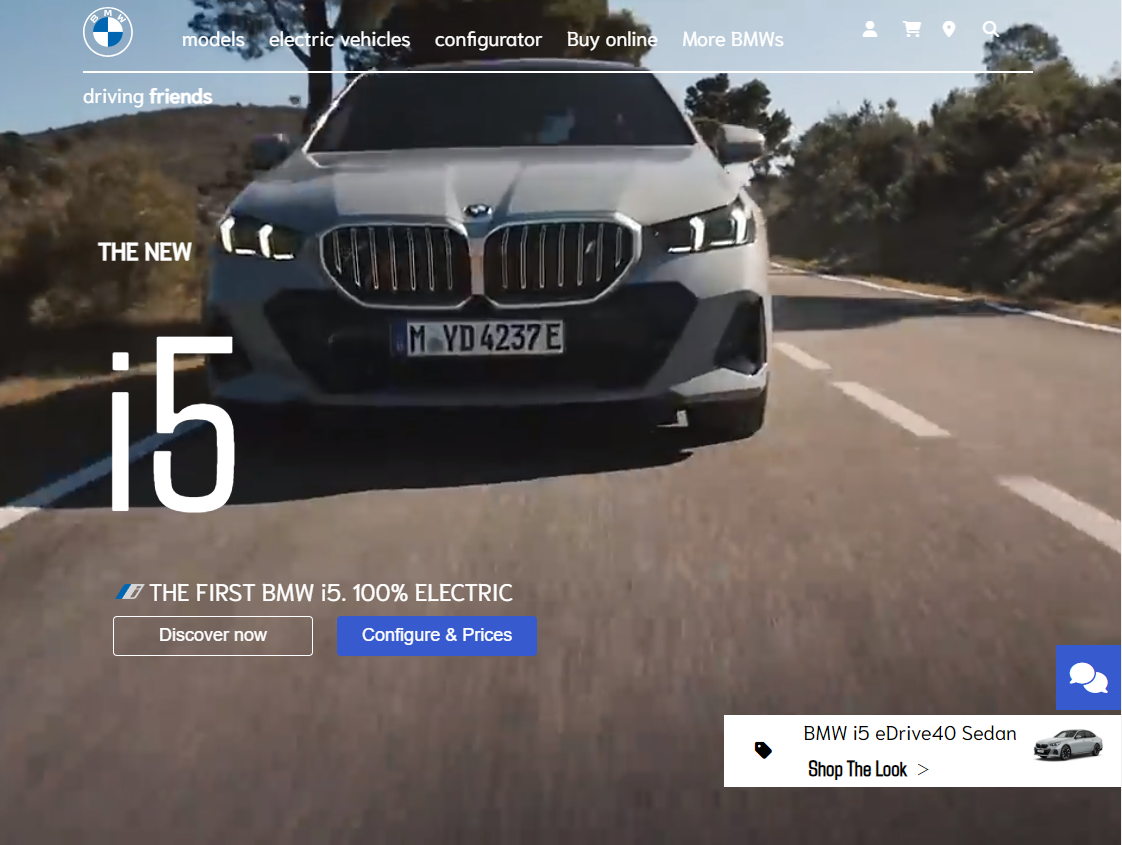 BMW
models electric vehicles configurator Buy online More BMWs
driving friends
THE NEW
M YD 4237 E
i5
THE FIRST BMW i5. 100% ELECTRIC
Discover now Configure & Prices
BMW i5 eDrive40 Sedan
Shop The Look >